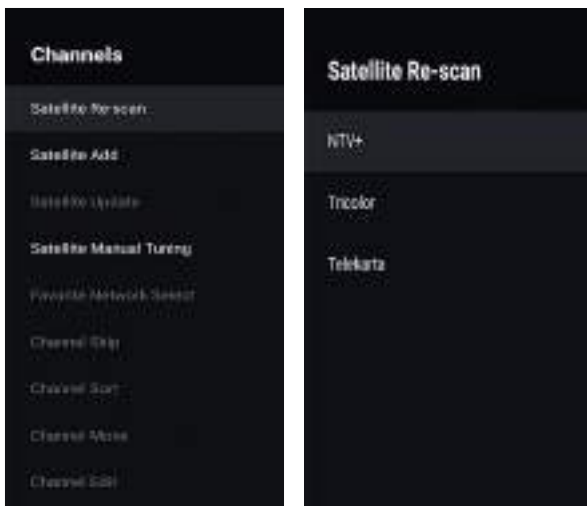 Channels
Satellite Re-scan
Satellite Add
Satellite Update
Satellite Manual Tuning
Favorite Network Select
Channel Skip
Channel Sort
Channel Move
Channel Edit
Satellite Re-scan
NTV+
Tricolor
Telekarta